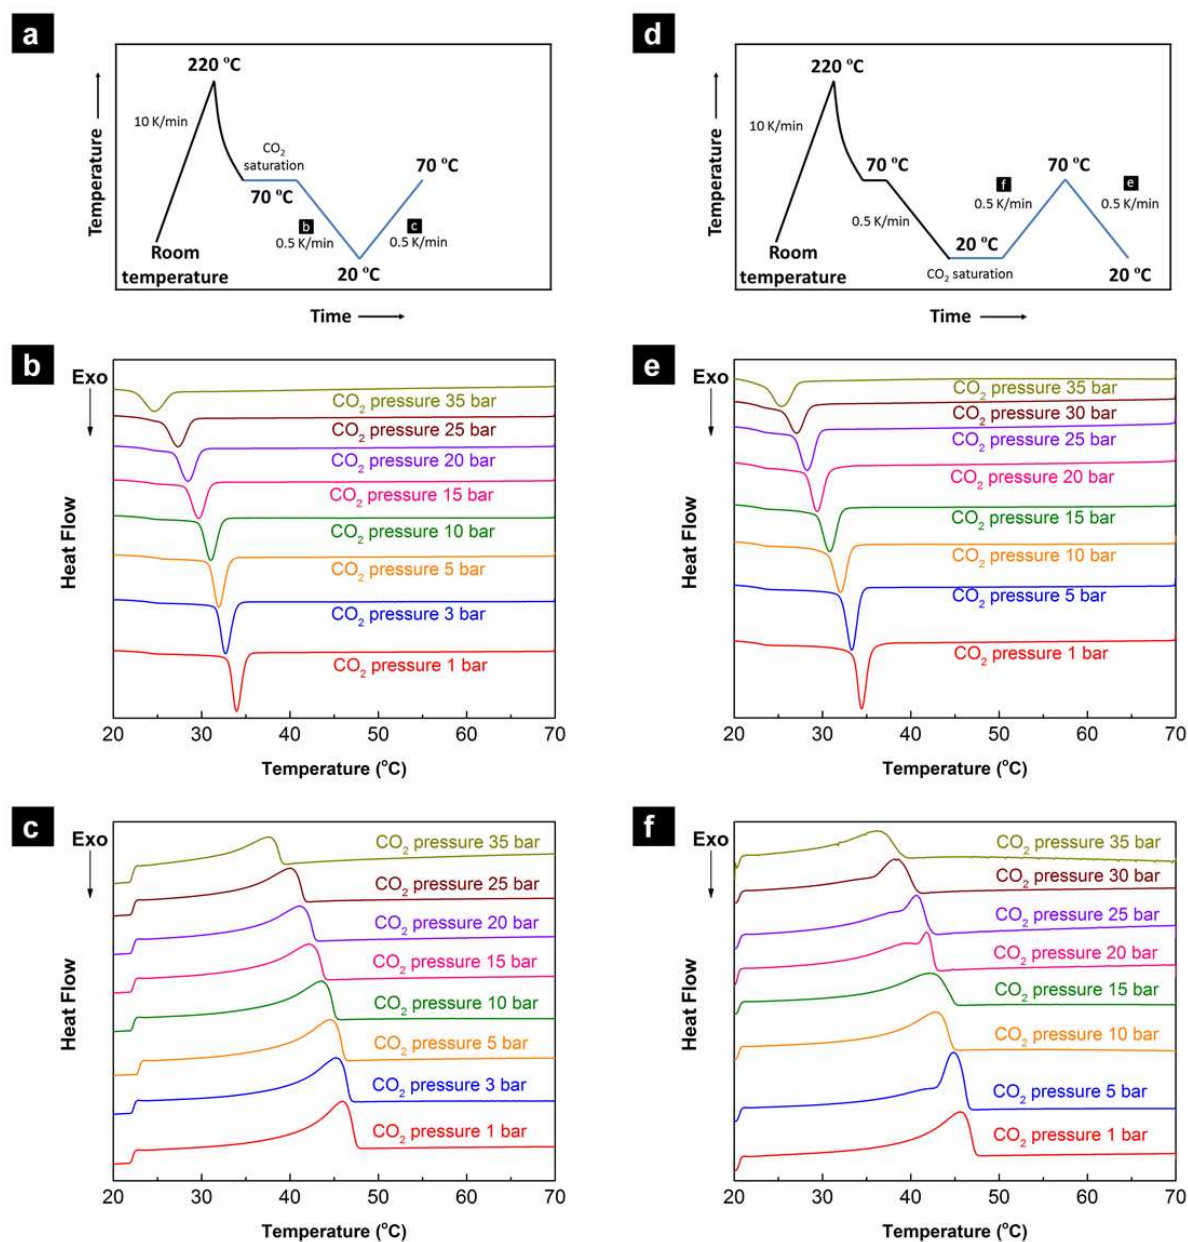 a
220 °C
10 K/min
CO2
saturation
70 °C
70 °C
b
0.5 K/min
c
0.5 K/min
Room
temperature
20 °C
Temperature
Time
d
220 °C
10 K/min
70 °C
70 °C
f
0.5 K/min
e
0.5 K/min
0.5 K/min
20 °C
CO2 saturation
Room
temperature
20 °C
Temperature
Time
b
Exo
CO2 pressure 35 bar
CO2 pressure 25 bar
CO2 pressure 20 bar
CO2 pressure 15 bar
CO2 pressure 10 bar
CO2 pressure 5 bar
CO2 pressure 3 bar
CO2 pressure 1 bar
Heat Flow
20 30 40 50 60 70
Temperature (°C)
e
Exo
CO2 pressure 35 bar
CO2 pressure 30 bar
CO2 pressure 25 bar
CO2 pressure 20 bar
CO2 pressure 15 bar
CO2 pressure 10 bar
CO2 pressure 5 bar
CO2 pressure 1 bar
Heat Flow
20 30 40 50 60 70
Temperature (°C)
c
Exo
CO2 pressure 35 bar
CO2 pressure 25 bar
CO2 pressure 20 bar
CO2 pressure 15 bar
CO2 pressure 10 bar
CO2 pressure 5 bar
CO2 pressure 3 bar
CO2 pressure 1 bar
Heat Flow
20 30 40 50 60 70
Temperature (°C)
f
Exo
CO2 pressure 35 bar
CO2 pressure 30 bar
CO2 pressure 25 bar
CO2 pressure 20 bar
CO2 pressure 15 bar
CO2 pressure 10 bar
CO2 pressure 5 bar
CO2 pressure 1 bar
Heat Flow
20 30 40 50 60 70
Temperature (°C)